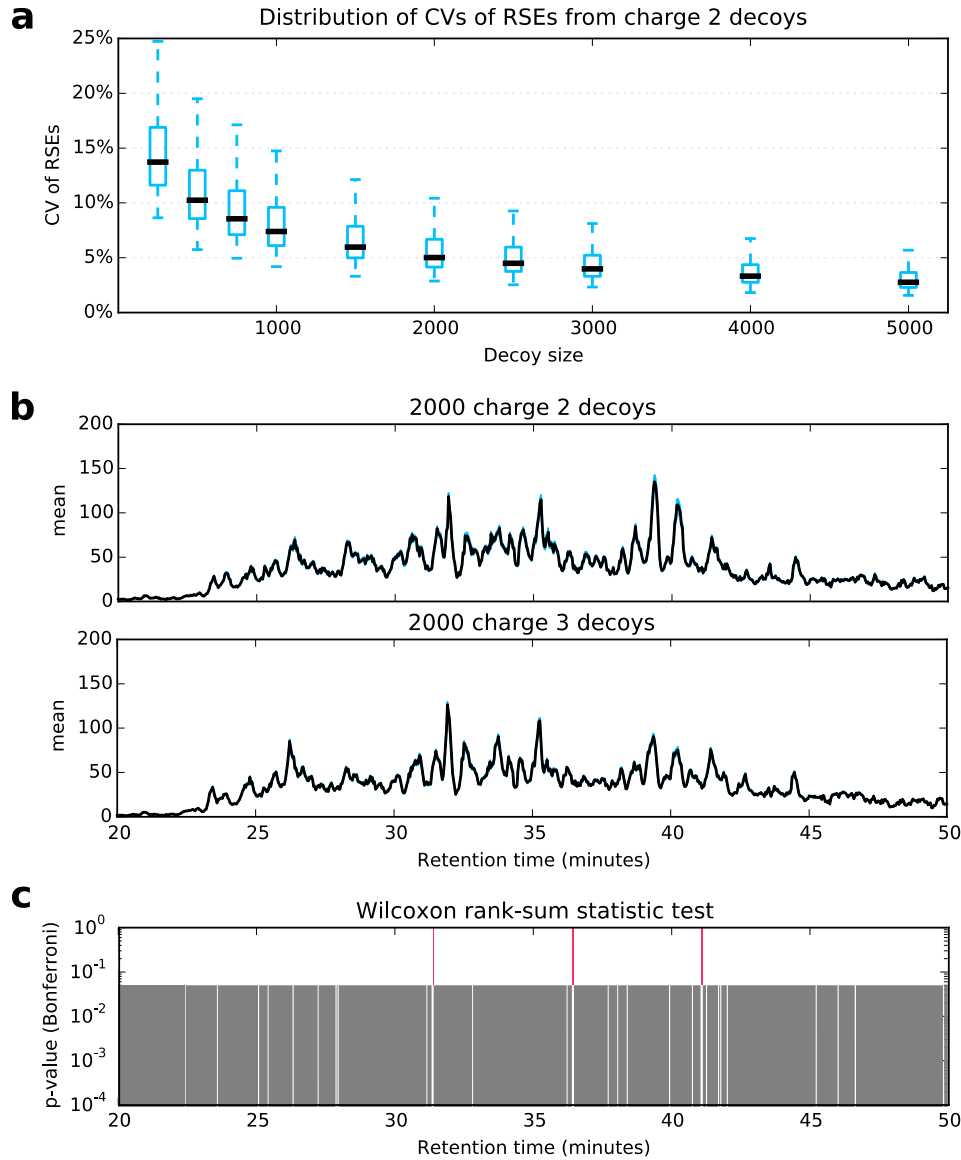 a
Distribution of CVs of RSEs from charge 2 decoys
25%
20%
15%
10%
5%
0%
CV of RSEs
1000
2000
3000
4000
5000
Decoy size
b
2000 charge 2 decoys
200
150
100
50
0
mean
2000 charge 3 decoys
200
150
100
50
0
mean
20
25
30
35
40
45
50
Retention time (minutes)
c
Wilcoxon rank-sum statistic test
10^0
10^-1
10^-2
10^-3
10^-4
p-value (Bonferroni)
20
25
30
35
40
45
50
Retention time (minutes)